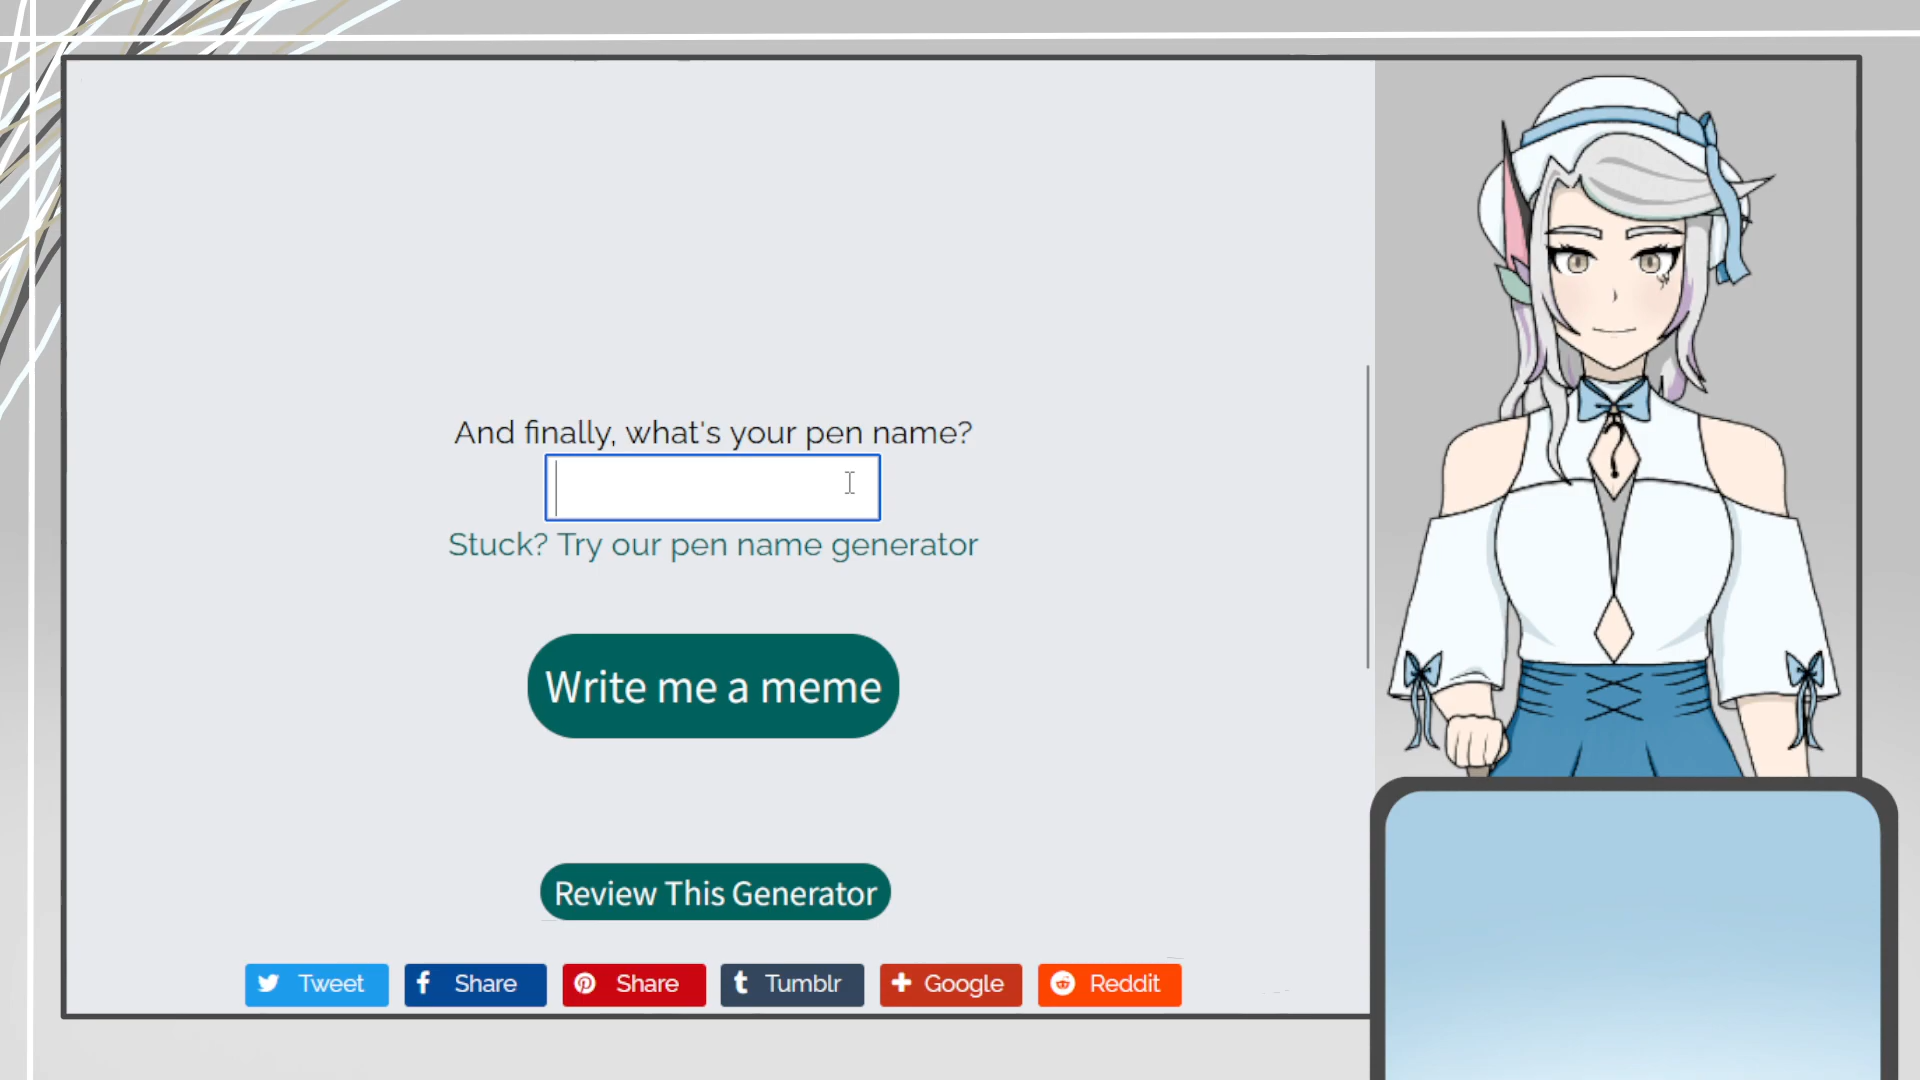 And finally, what's your pen name?
Stuck? Try our pen name generator
Write me a meme
Review This Generator
Tweet
Share
Share
Tumblr
Google
Reddit